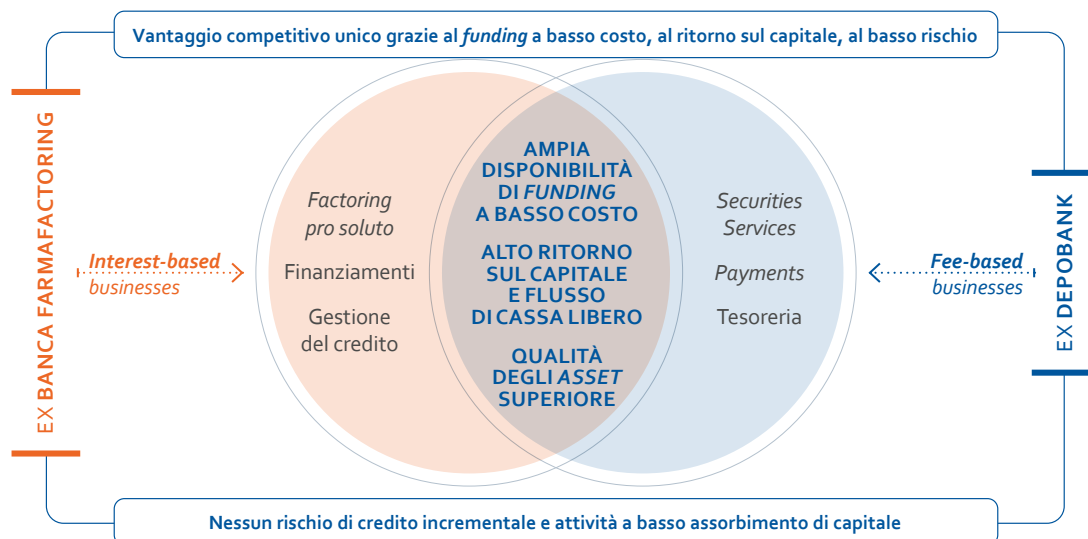 Vantaggio competitivo unico grazie al funding a basso costo, al ritorno sul capitale, al basso rischio
EX BANCA FARMAFACTORING
Interest-based
businesses
Factoring
pro soluto
Finanziamenti
Gestione
del credito
AMPIA
DISPONIBILITÀ
DI FUNDING
A BASSO COSTO
ALTO RITORNO
SUL CAPITALE
E FLUSSO
DI CASSA LIBERO
QUALITÀ
DEGLI ASSET
SUPERIORE
Securities
Services
Payments
Tesoreria
Fee-based
businesses
EX DEPOBANK
Nessun rischio di credito incrementale e attività a basso assorbimento di capitale